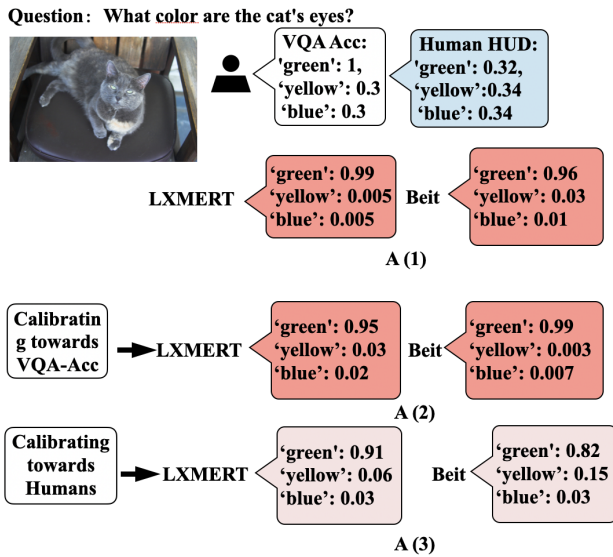 Question: What color are the cat's eyes?
VQA Acc:
'green': 1,
‘yellow’: 0.3
‘blue’: 0.3
Human HUD:
'green': 0.32,
‘yellow’:0.34
‘blue’: 0.34
LXMERT
‘green': 0.99
‘yellow’: 0.005
‘blue’: 0.005
Beit
‘green': 0.96
‘yellow’: 0.03
‘blue’: 0.01
A (1)
Calibratin
g towards
VQA-Acc
LXMERT
‘green': 0.95
‘yellow’: 0.03
‘blue’: 0.02
Beit
‘green': 0.99
‘yellow’: 0.003
‘blue’: 0.007
A (2)
Calibrating
towards
Humans
LXMERT
‘green': 0.91
‘yellow’: 0.06
‘blue’: 0.03
Beit
‘green': 0.82
‘yellow’: 0.15
‘blue’: 0.03
A (3)